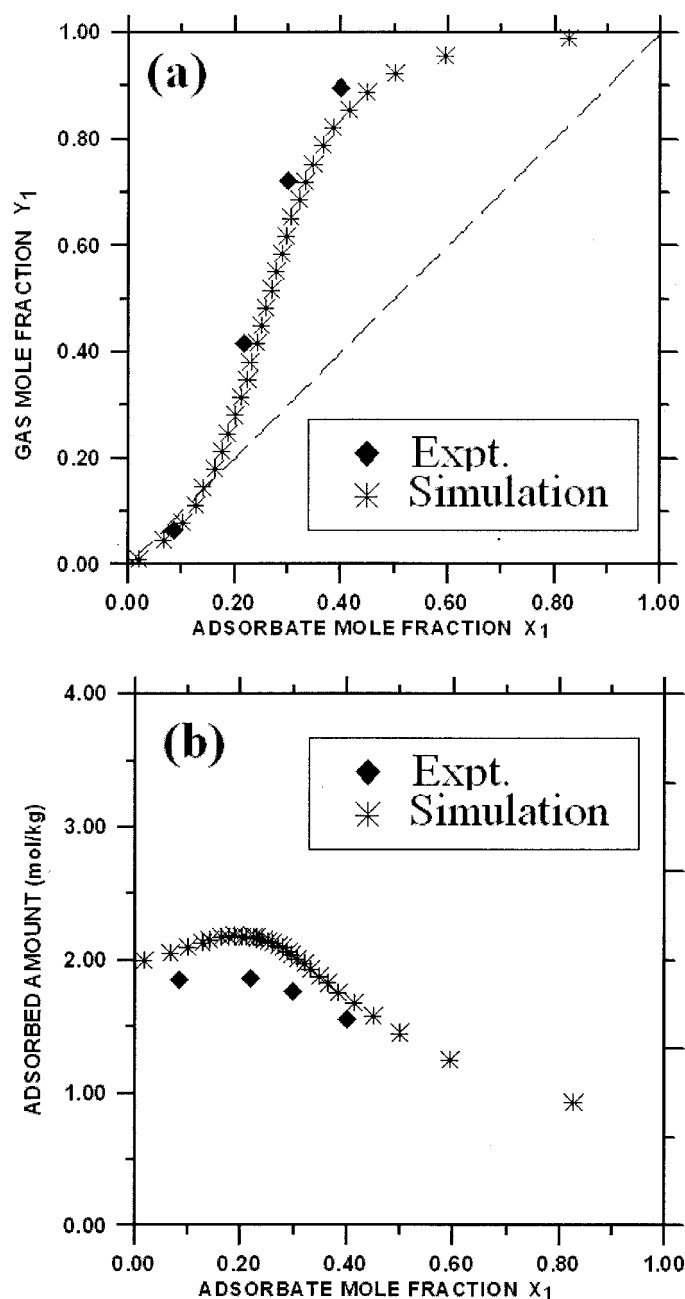 (a)
1.00
0.80
0.60
0.40
0.20
0.00
GAS MOLE FRACTION Y1
Expt.
Simulation
0.00 0.20 0.40 0.60 0.80 1.00
ADSORBATE MOLE FRACTION X1
(b)
4.00
3.00
2.00
1.00
0.00
ADSORBED AMOUNT (mol/kg)
Expt.
Simulation
0.00 0.20 0.40 0.60 0.80 1.00
ADSORBATE MOLE FRACTION X1